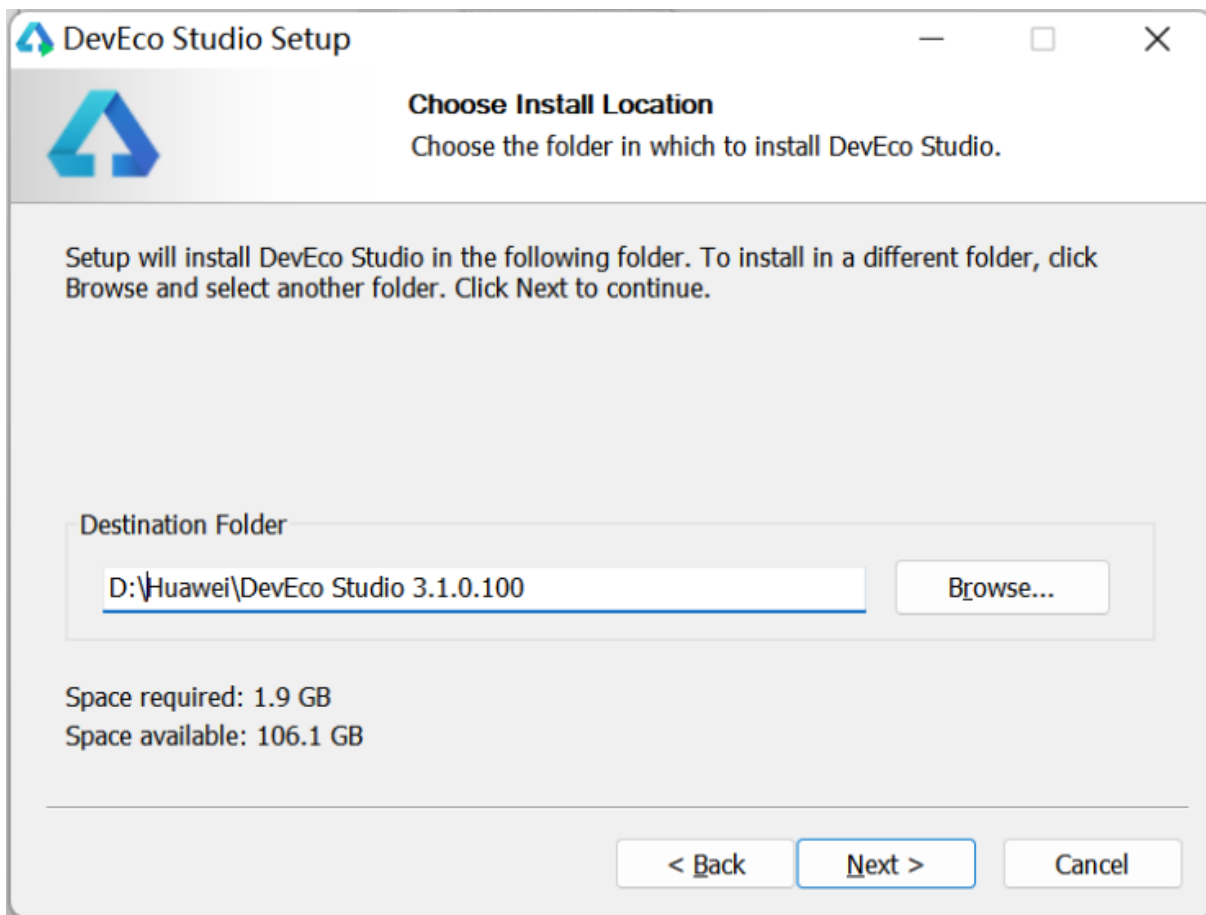 DevEco Studio Setup
Choose Install Location
Choose the folder in which to install DevEco Studio.
Setup will install DevEco Studio in the following folder. To install in a different folder, click
Browse and select another folder. Click Next to continue.
Destination Folder
D:\Huawei\DevEco Studio 3.1.0.100
Browse...
Space required: 1.9 GB
Space available: 106.1 GB
< Back
Next >
Cancel